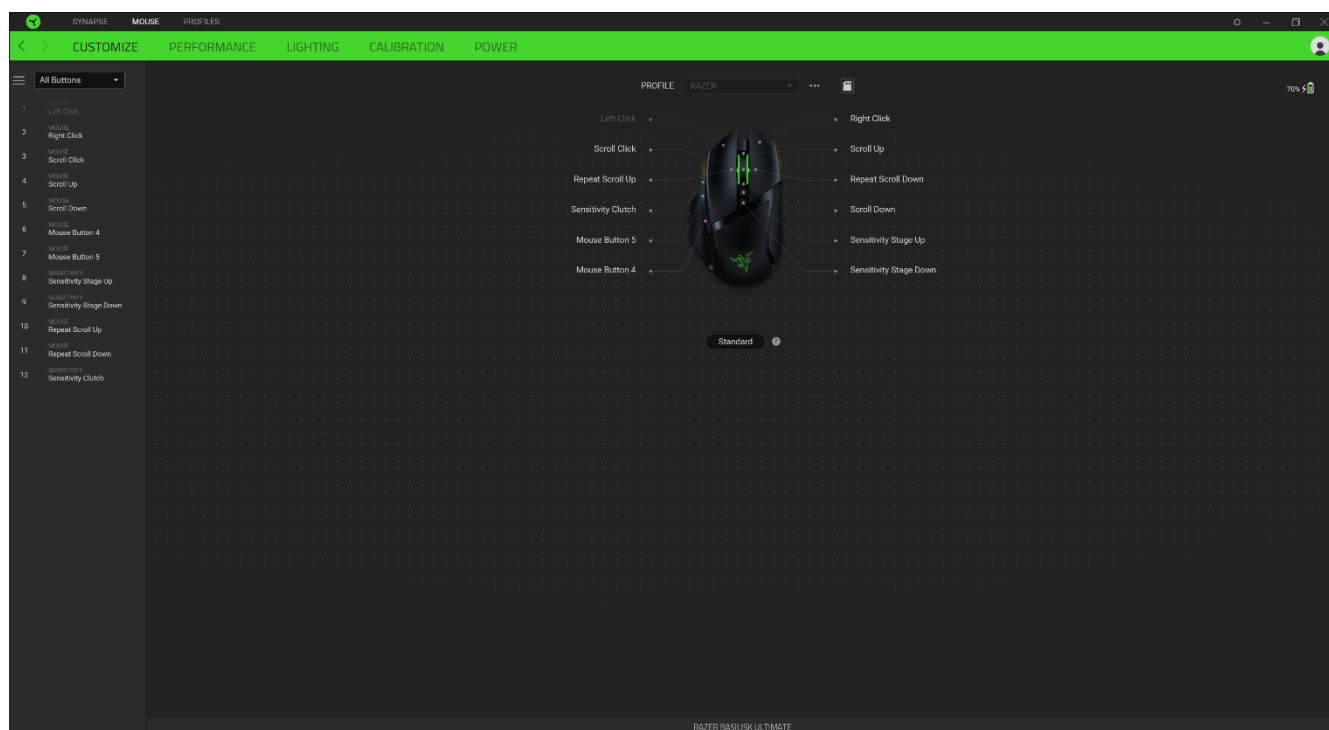 SYNAPSE MOUSE PROFILES
CUSTOMIZE PERFORMANCE LIGHTING CALIBRATION POWER
All Buttons
PROFILE RAZER
70%
1 MOUSE
Left Click
2 MOUSE
Right Click
3 MOUSE
Scroll Click
4 MOUSE
Scroll Up
5 MOUSE
Scroll Down
6 MOUSE
Mouse Button 4
7 MOUSE
Mouse Button 5
8 SENSITIVITY
Sensitivity Stage Up
9 SENSITIVITY
Sensitivity Stage Down
10 MOUSE
Repeat Scroll Up
11 MOUSE
Repeat Scroll Down
12 SENSITIVITY
Sensitivity Clutch
Left Click Right Click
Scroll Click Scroll Up
Repeat Scroll Up Repeat Scroll Down
Sensitivity Clutch Scroll Down
Mouse Button 5 Sensitivity Stage Up
Mouse Button 4 Sensitivity Stage Down
Standard ?
RAZER BASILISK ULTIMATE